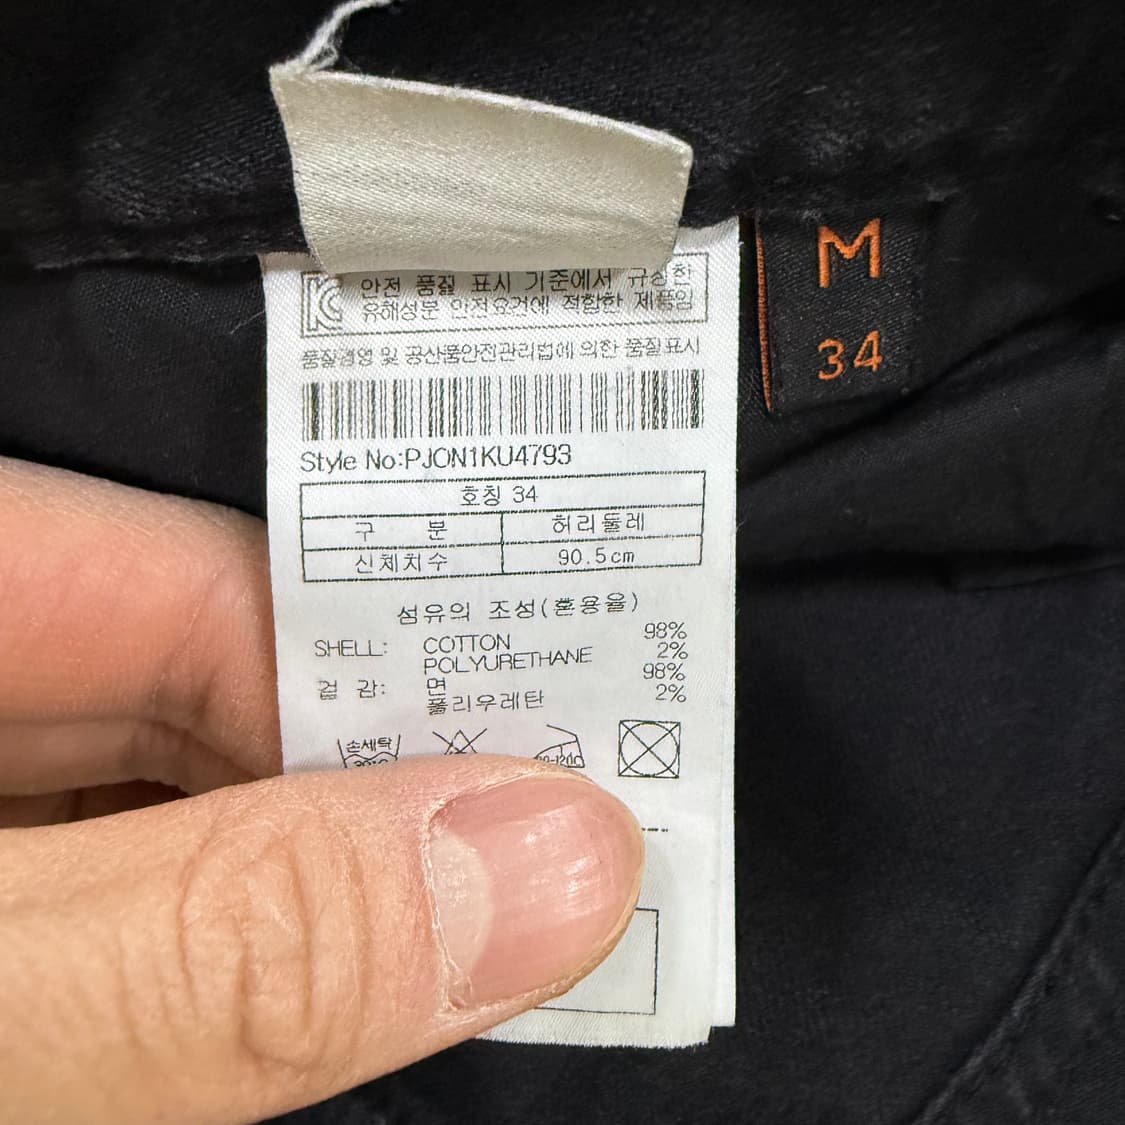 안전 품질 표시 기준에서 규정한
유해성분 안전요건에 적합한 제품임
품질경영 및 공산품안전관리법에 의한 품질표시
Style No:PJON1KU4793
호칭 34
구 분 허리둘레
신체치수 90.5cm
섬유의 조성(혼용율)
SHELL: COTTON 98%
POLYURETHANE 2%
겉 감: 면 98%
폴리우레탄 2%
손세탁
M
34